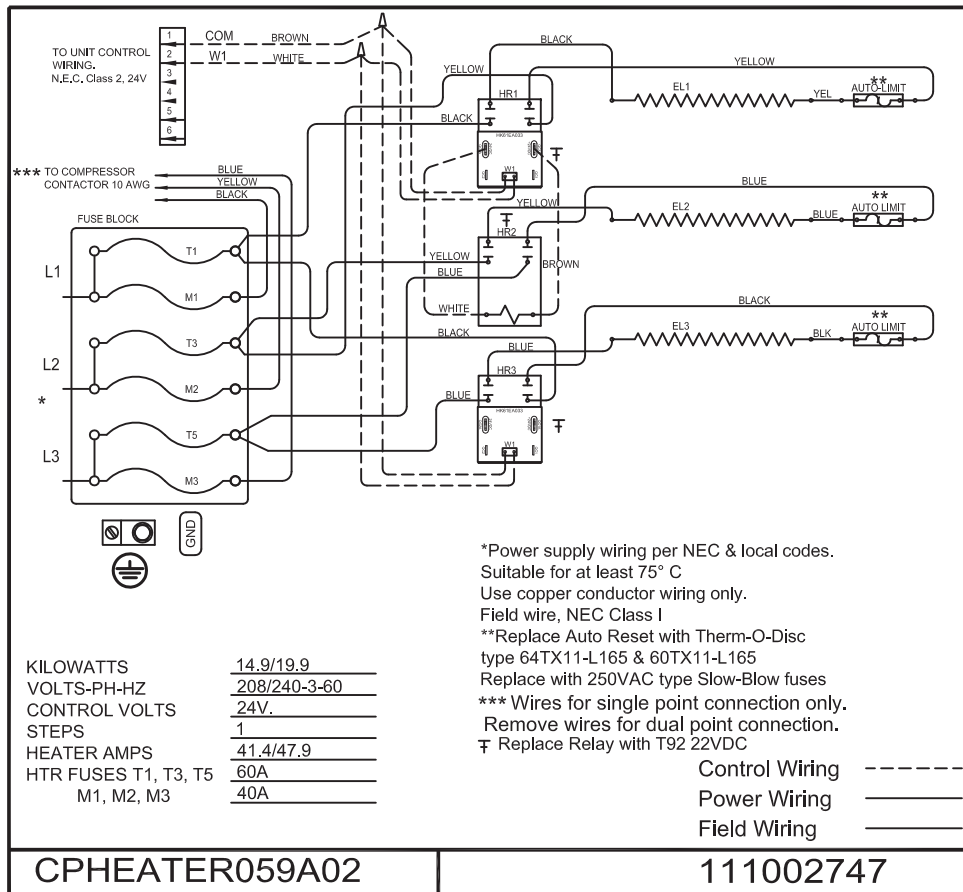 1 COM BROWN
2 W1 WHITE
3
4
5
6
TO UNIT CONTROL
WIRING.
N.E.C. Class 2, 24V
*** TO COMPRESSOR
CONTACTOR 10 AWG
BLUE
YELLOW
BLACK
FUSE BLOCK
L1
T1
M1
L2
T3
M2
*
L3
T5
M3
GND
BLACK
YELLOW
YELLOW
BLACK
HR1
HK61EA003
W1
Ŧ
EL1
YEL
**
AUTO-LIMIT
BLUE
YELLOW
Ŧ
HR2
YELLOW
BLUE
BROWN
WHITE
EL2
BLUE
**
AUTO LIMIT
BLACK
BLACK
BLUE
HR3
BLUE
HK61EA003
W1
Ŧ
EL3
BLK
**
AUTO LIMIT
*Power supply wiring per NEC & local codes.
Suitable for at least 75° C
Use copper conductor wiring only.
Field wire, NEC Class I
**Replace Auto Reset with Therm-O-Disc
type 64TX11-L165 & 60TX11-L165
Replace with 250VAC type Slow-Blow fuses
*** Wires for single point connection only.
Remove wires for dual point connection.
Ŧ Replace Relay with T92 22VDC
KILOWATTS 14.9/19.9
VOLTS-PH-HZ 208/240-3-60
CONTROL VOLTS 24V.
STEPS 1
HEATER AMPS 41.4/47.9
HTR FUSES T1, T3, T5 60A
M1, M2, M3 40A
Control Wiring
Power Wiring
Field Wiring
CPHEATER059A02
111002747